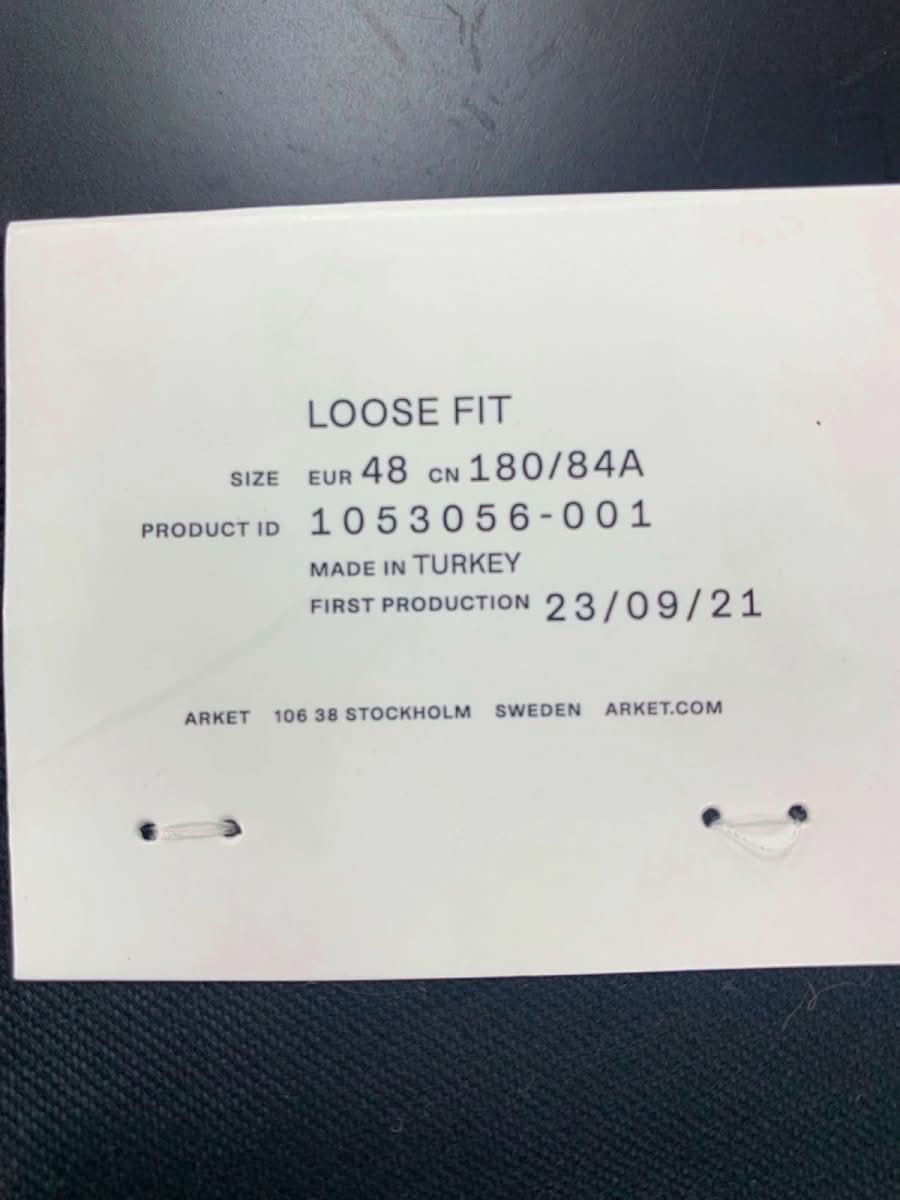 LOOSE FIT
SIZE EUR 48 CN 180/84A
PRODUCT ID 1053056-001
MADE IN TURKEY
FIRST PRODUCTION 23/09/21
ARKET 106 38 STOCKHOLM SWEDEN ARKET.COM